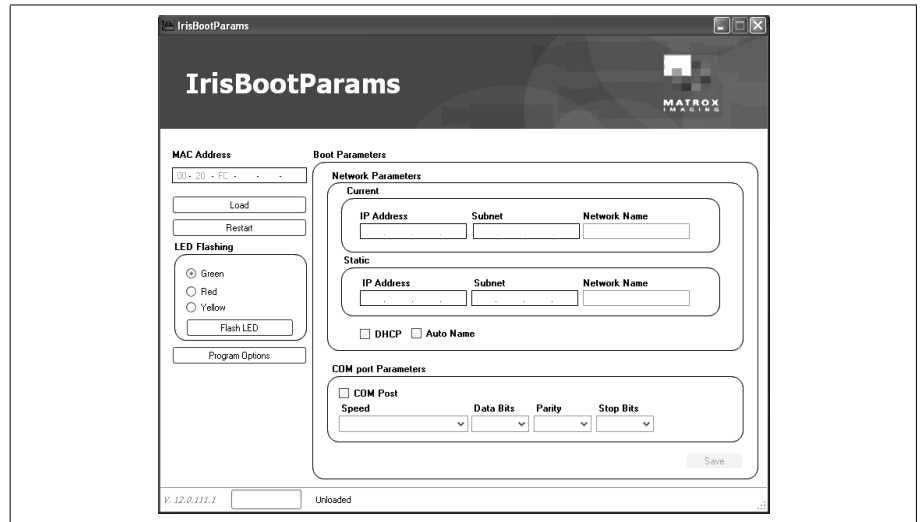 IrisBootParams
IrisBootParams
MATROX
IMAGING
MAC Address
00 - 20 - FC - - -
Load
Restart
LED Flashing
Green
Red
Yellow
Flash LED
Program Options
Boot Parameters
Network Parameters
Current
IP Address Subnet Network Name
. . . . . .
Static
IP Address Subnet Network Name
. . . . . .
DHCP Auto Name
COM port Parameters
COM Post
Speed Data Bits Parity Stop Bits
Save
V. 12.0.111.1 Unloaded